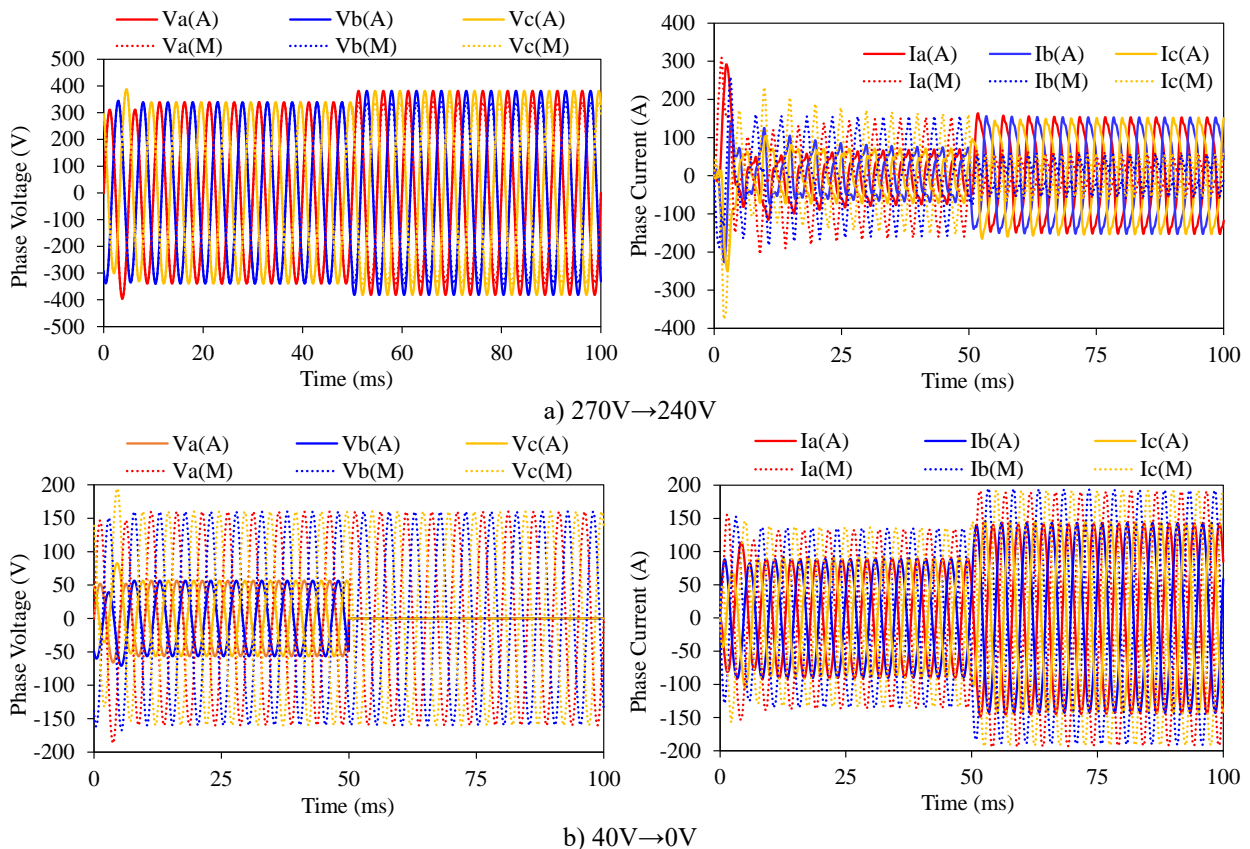 Va(A) Vb(A) Vc(A)
Va(M) Vb(M) Vc(M)
500
400
300
200
100
0
-100
-200
-300
-400
-500
Phase Voltage (V)
0 20 40 60 80 100
Time (ms)
Ia(A) Ib(A) Ic(A)
Ia(M) Ib(M) Ic(M)
400
300
200
100
0
-100
-200
-300
-400
Phase Current (A)
0 25 50 75 100
Time (ms)
a) 270V→240V
Va(A) Vb(A) Vc(A)
Va(M) Vb(M) Vc(M)
200
150
100
50
0
-50
-100
-150
-200
Phase Voltage (V)
0 25 50 75 100
Time (ms)
Ia(A) Ib(A) Ic(A)
Ia(M) Ib(M) Ic(M)
200
150
100
50
0
-50
-100
-150
-200
Phase Current (A)
0 25 50 75 100
Time (ms)
b) 40V→0V